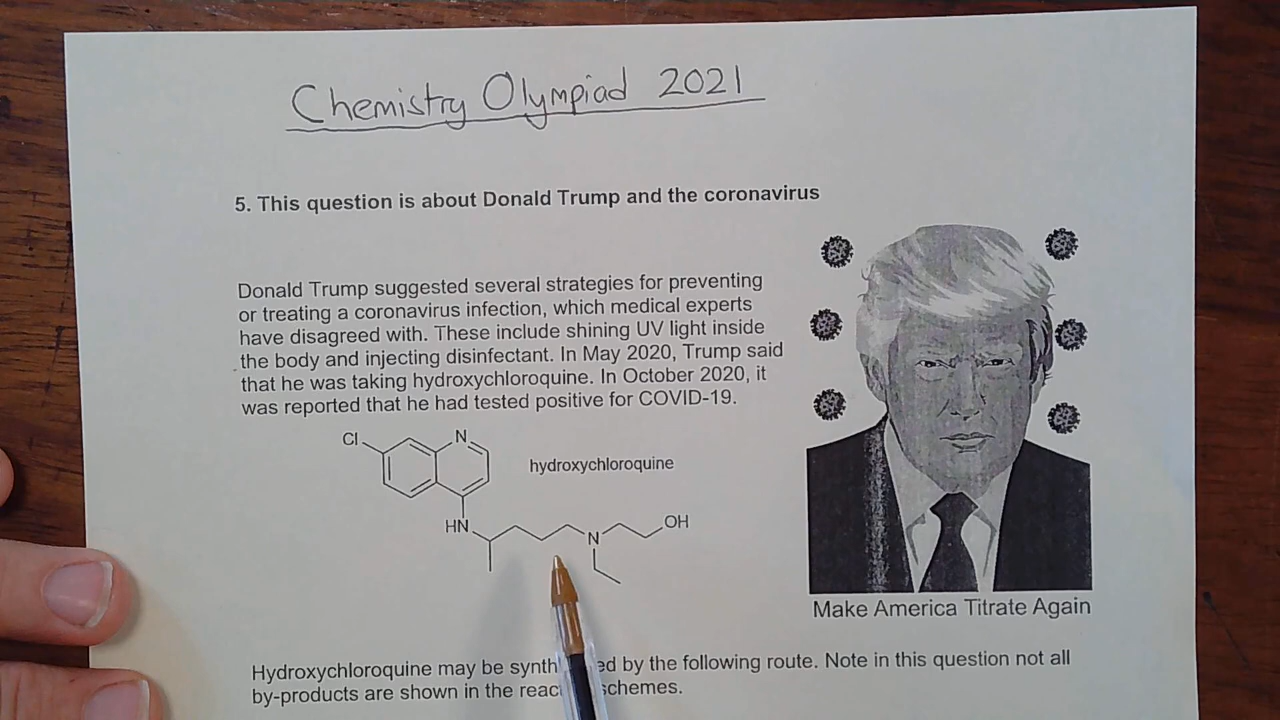 Chemistry Olympiad 2021
5. This question is about Donald Trump and the coronavirus
Donald Trump suggested several strategies for preventing
or treating a coronavirus infection, which medical experts
have disagreed with. These include shining UV light inside
the body and injecting disinfectant. In May 2020, Trump said
that he was taking hydroxychloroquine. In October 2020, it
was reported that he had tested positive for COVID-19.
Cl
N
hydroxychloroquine
HN
N
OH
Make America Titrate Again
Hydroxychloroquine may be by the following route. Note in this question not all
by-products are shown in the schemes.